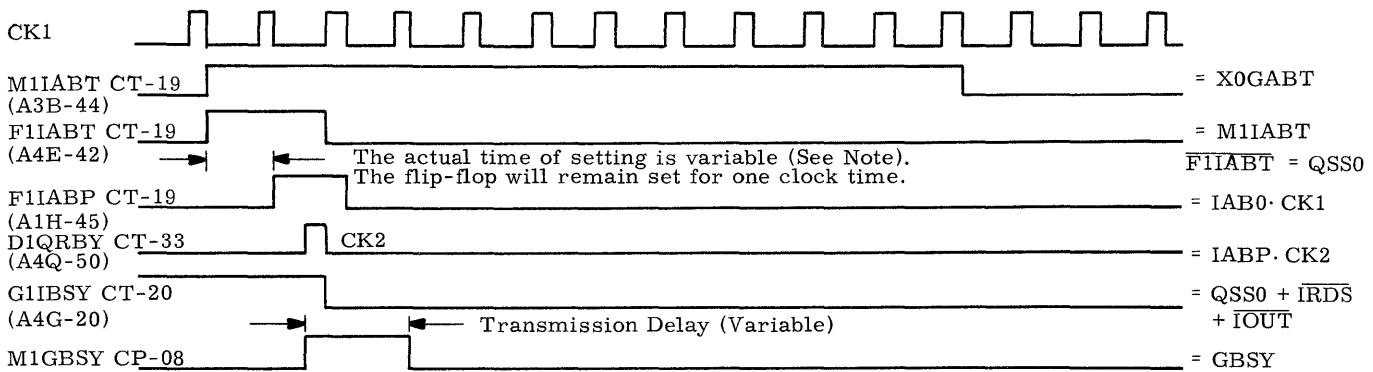 CK1
M1IABT CT-19 = X0GABT
(A3B-44)
F1IABT CT-19 = M1IABT
(A4E-42) The actual time of setting is variable (See Note). F1IABT = QSS0
The flip-flop will remain set for one clock time.
F1IABP CT-19 = IAB0· CK1
(A1H-45)
D1QRBY CT-33 CK2 = IABP· CK2
(A4Q-50)
G1IBSY CT-20 = QSS0 + IRDS
(A4G-20) Transmission Delay (Variable) + IOUT
M1GBSY CP-08 = GBSY